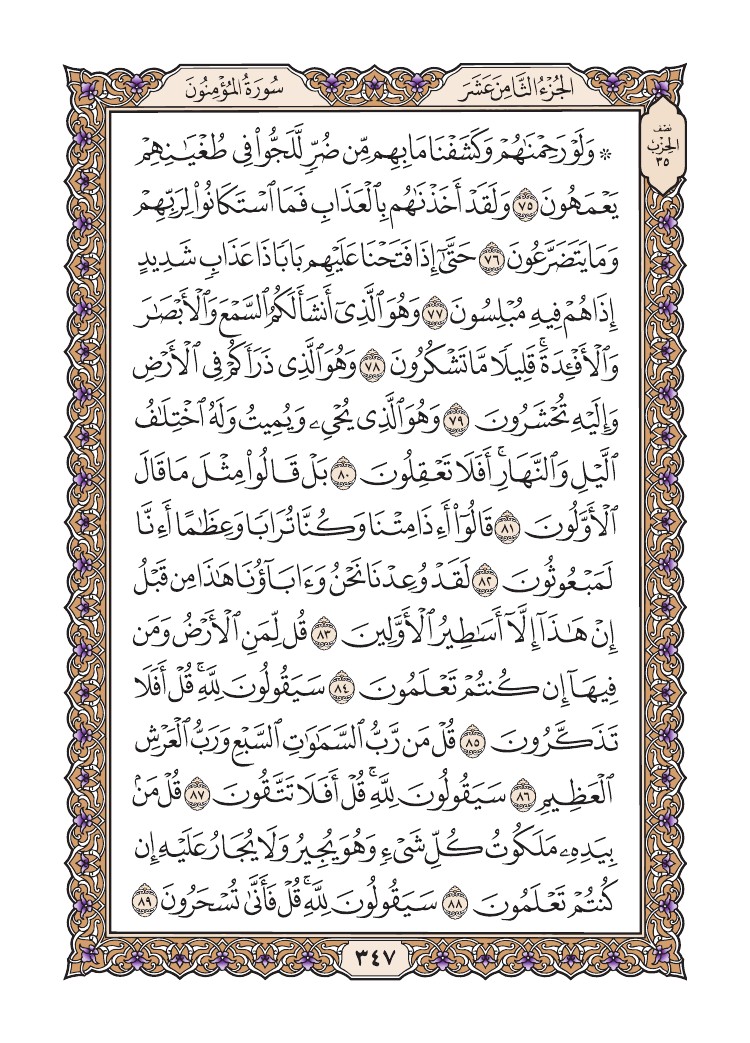 الجُزْءُ الثَّامِنَ عَشَرَ
سُورَةُ المُؤْمِنُونَ
نصف
الحزب
٣٥
۞ وَلَوْ رَحِمْنَٰهُمْ وَكَشَفْنَا مَا بِهِم مِّن ضُرٍّ لَّلَجُّوا۟ فِى طُغْيَٰنِهِمْ
يَعْمَهُونَ ٧٥ وَلَقَدْ أَخَذْنَٰهُم بِٱلْعَذَابِ فَمَا ٱسْتَكَانُوا۟ لِرَبِّهِمْ
وَمَا يَتَضَرَّعُونَ ٧٦ حَتَّىٰٓ إِذَا فَتَحْنَا عَلَيْهِم بَابًا ذَا عَذَابٍ شَدِيدٍ
إِذَا هُمْ فِيهِ مُبْلِسُونَ ٧٧ وَهُوَ ٱلَّذِىٓ أَنشَأَ لَكُمُ ٱلسَّمْعَ وَٱلْأَبْصَٰرَ
وَٱلْأَفْـِٔدَةَ ۚ قَلِيلًا مَّا تَشْكُرُونَ ٧٨ وَهُوَ ٱلَّذِى ذَرَأَكُمْ فِى ٱلْأَرْضِ
وَإِلَيْهِ تُحْشَرُونَ ٧٩ وَهُوَ ٱلَّذِى يُحْىِۦ وَيُمِيتُ وَلَهُ ٱخْتِلَٰفُ
ٱلَّيْلِ وَٱلنَّهَارِ ۚ أَفَلَا تَعْقِلُونَ ٨٠ بَلْ قَالُوا۟ مِثْلَ مَا قَالَ
ٱلْأَوَّلُونَ ٨١ قَالُوٓا۟ أَءِذَا مِتْنَا وَكُنَّا تُرَابًا وَعِظَٰمًا أَءِنَّا
لَمَبْعُوثُونَ ٨٢ لَقَدْ وُعِدْنَا نَحْنُ وَءَابَآؤُنَا هَٰذَا مِن قَبْلُ
إِنْ هَٰذَآ إِلَّآ أَسَٰطِيرُ ٱلْأَوَّلِينَ ٨٣ قُل لِّمَنِ ٱلْأَرْضُ وَمَن
فِيهَآ إِن كُنتُمْ تَعْلَمُونَ ٨٤ سَيَقُولُونَ لِلَّهِ ۚ قُلْ أَفَلَا
تَذَكَّرُونَ ٨٥ قُلْ مَن رَّبُّ ٱلسَّمَٰوَٰتِ ٱلسَّبْعِ وَرَبُّ ٱلْعَرْشِ
ٱلْعَظِيمِ ٨٦ سَيَقُولُونَ لِلَّهِ ۚ قُلْ أَفَلَا تَتَّقُونَ ٨٧ قُلْ مَنۢ
بِيَدِهِۦ مَلَكُوتُ كُلِّ شَىْءٍ وَهُوَ يُجِيرُ وَلَا يُجَارُ عَلَيْهِ إِن
كُنتُمْ تَعْلَمُونَ ٨٨ سَيَقُولُونَ لِلَّهِ ۚ قُلْ فَأَنَّىٰ تُسْحَرُونَ ٨٩
٣٤٧